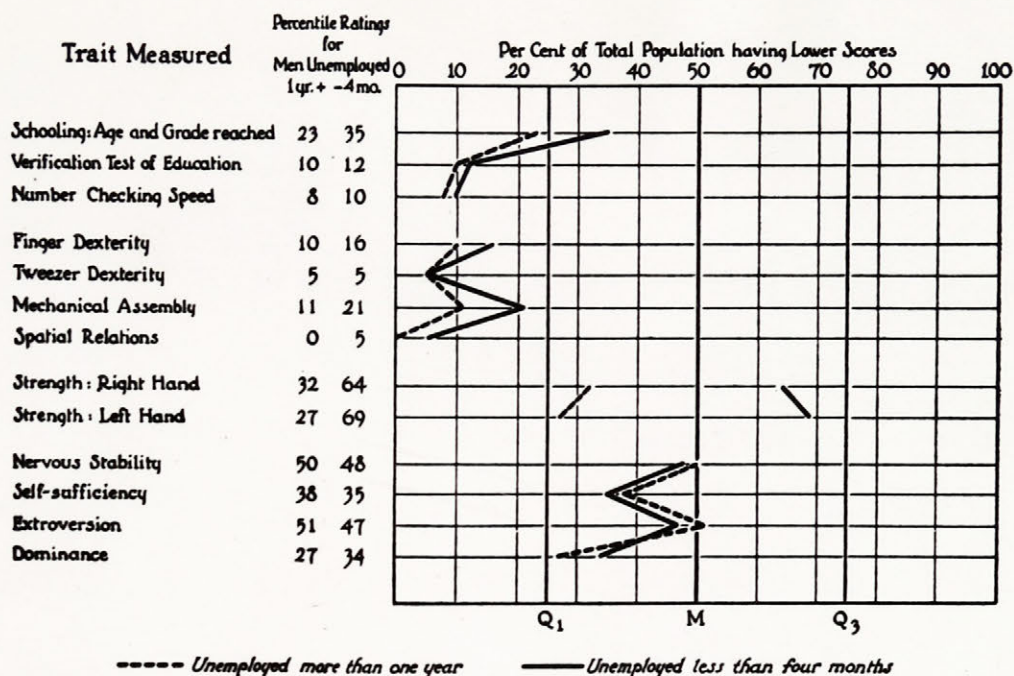 Trait Measured
Percentile Ratings
for
Men Unemployed
1 yr. + -4 mo.
Per Cent of Total Population having Lower Scores
0 10 20 30 40 50 60 70 80 90 100
Schooling: Age and Grade reached 23 35
Verification Test of Education 10 12
Number Checking Speed 8 10
Finger Dexterity 10 16
Tweezer Dexterity 5 5
Mechanical Assembly 11 21
Spatial Relations 0 5
Strength: Right Hand 32 64
Strength: Left Hand 27 69
Nervous Stability 50 48
Self-sufficiency 38 35
Extroversion 51 47
Dominance 27 34
Q1 M Q3
Unemployed more than one year Unemployed less than four months